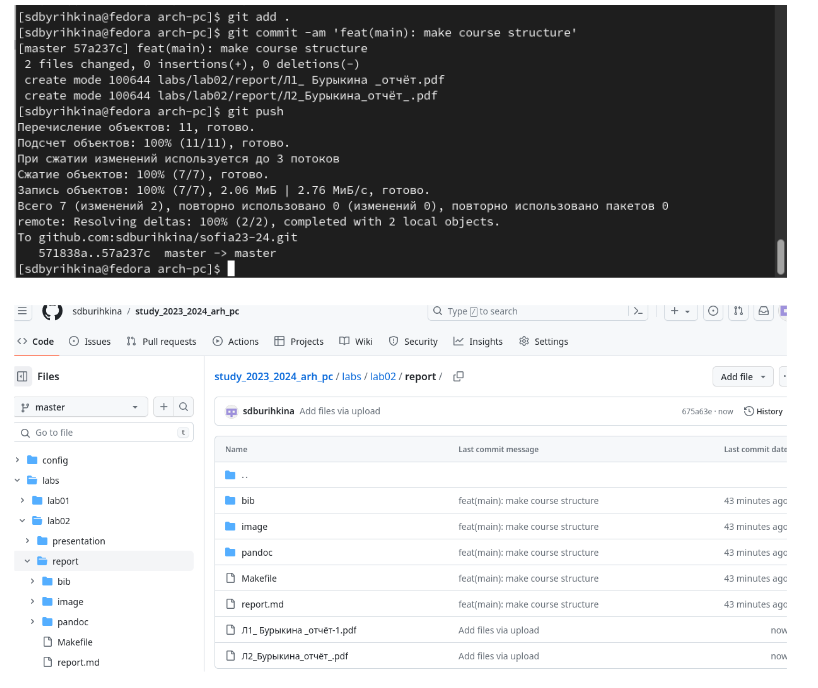 [sdbyrihkina@fedora arch-pc]$ git add .
[sdbyrihkina@fedora arch-pc]$ git commit -am 'feat(main): make course structure'
[master 57a237c] feat(main): make course structure
2 files changed, 0 insertions(+), 0 deletions(-)
create mode 100644 labs/lab02/report/Л1_ Бурыкина _отчёт.pdf
create mode 100644 labs/lab02/report/Л2_Бурыкина_отчёт_.pdf
[sdbyrihkina@fedora arch-pc]$ git push
Перечисление объектов: 11, готово.
Подсчет объектов: 100% (11/11), готово.
При сжатии изменений используется до 3 потоков
Сжатие объектов: 100% (7/7), готово.
Запись объектов: 100% (7/7), 2.06 МиБ | 2.76 МиБ/с, готово.
Всего 7 (изменений 2), повторно использовано 0 (изменений 0), повторно использовано пакетов 0
remote: Resolving deltas: 100% (2/2), completed with 2 local objects.
To github.com:sdburihkina/sofia23-24.git
571838a..57a237c master -> master
[sdbyrihkina@fedora arch-pc]$
sdburihkina / study_2023_2024_arh_pc Type / to search
Code Issues Pull requests Actions Projects Wiki Security Insights Settings
Files
master
Go to file t
config
labs
lab01
lab02
presentation
report
bib
image
pandoc
Makefile
report.md
study_2023_2024_arh_pc / labs / lab02 / report / Add file
sdburihkina Add files via upload 675a63e · now History
Name Last commit message Last commit date
..
bib feat(main): make course structure 43 minutes ago
image feat(main): make course structure 43 minutes ago
pandoc feat(main): make course structure 43 minutes ago
Makefile feat(main): make course structure 43 minutes ago
report.md feat(main): make course structure 43 minutes ago
Л1_ Бурыкина _отчёт-1.pdf Add files via upload now
Л2_Бурыкина_отчёт_.pdf Add files via upload now